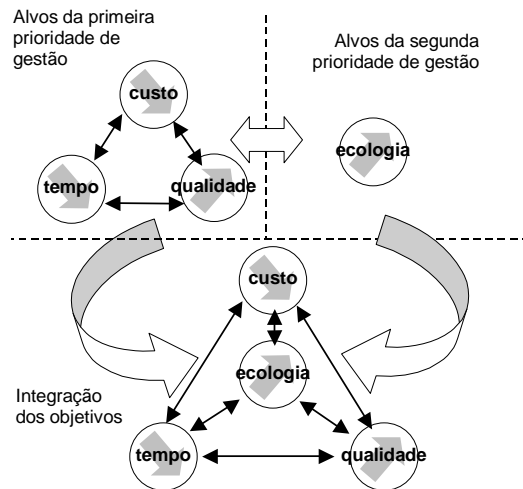 Alvos da primeira
prioridade de
gestão
Alvos da segunda
prioridade de gestão
custo
tempo
qualidade
ecologia
custo
ecologia
Integração
dos objetivos
tempo
qualidade